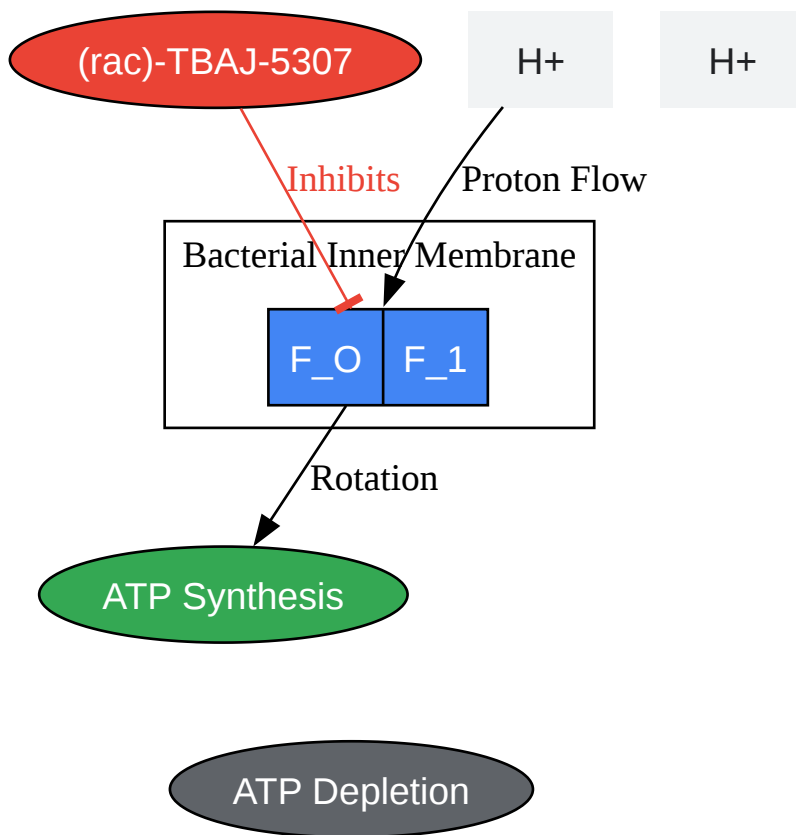 (rac)-TBAJ-5307
H+
H+
Inhibits
Proton Flow
Bacterial Inner Membrane
F_O
F_1
Rotation
ATP Synthesis
ATP Depletion